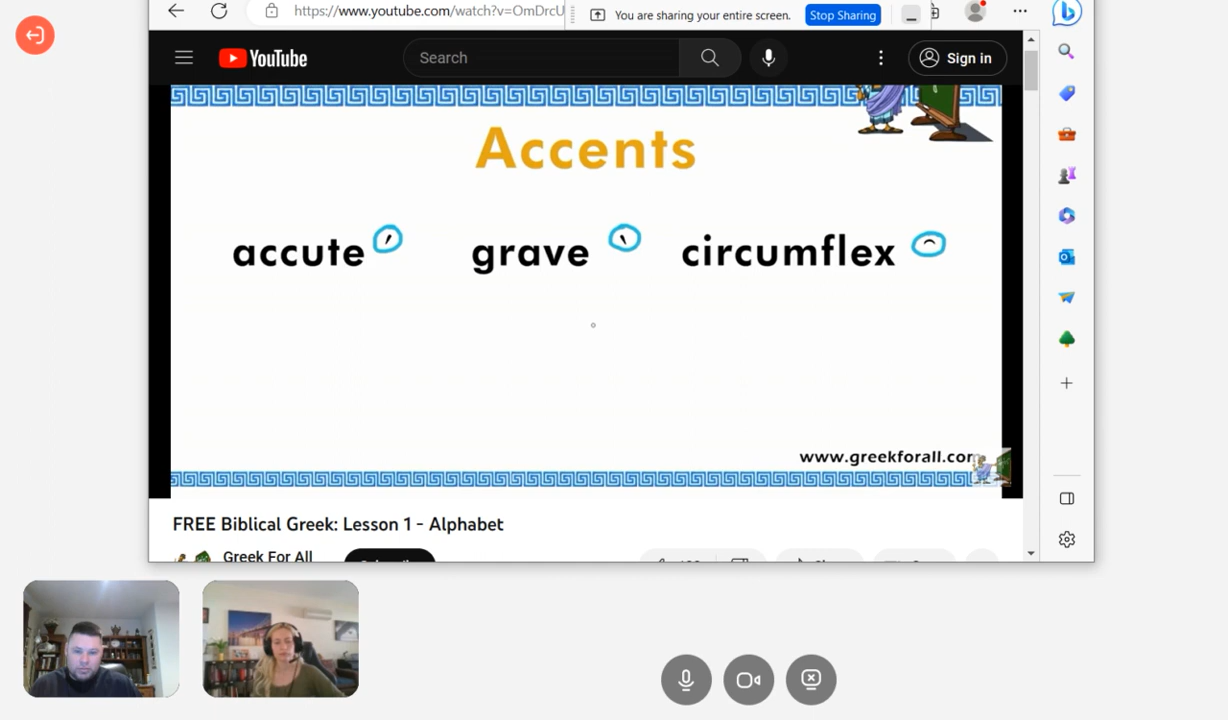 https://www.youtube.com/watch?v=OmDrcU
You are sharing your entire screen.
Stop Sharing
YouTube
Search
Sign in
Accents
accute ΄ grave ` circumflex ͡
www.greekforall.com
FREE Biblical Greek: Lesson 1 - Alphabet
Greek For All